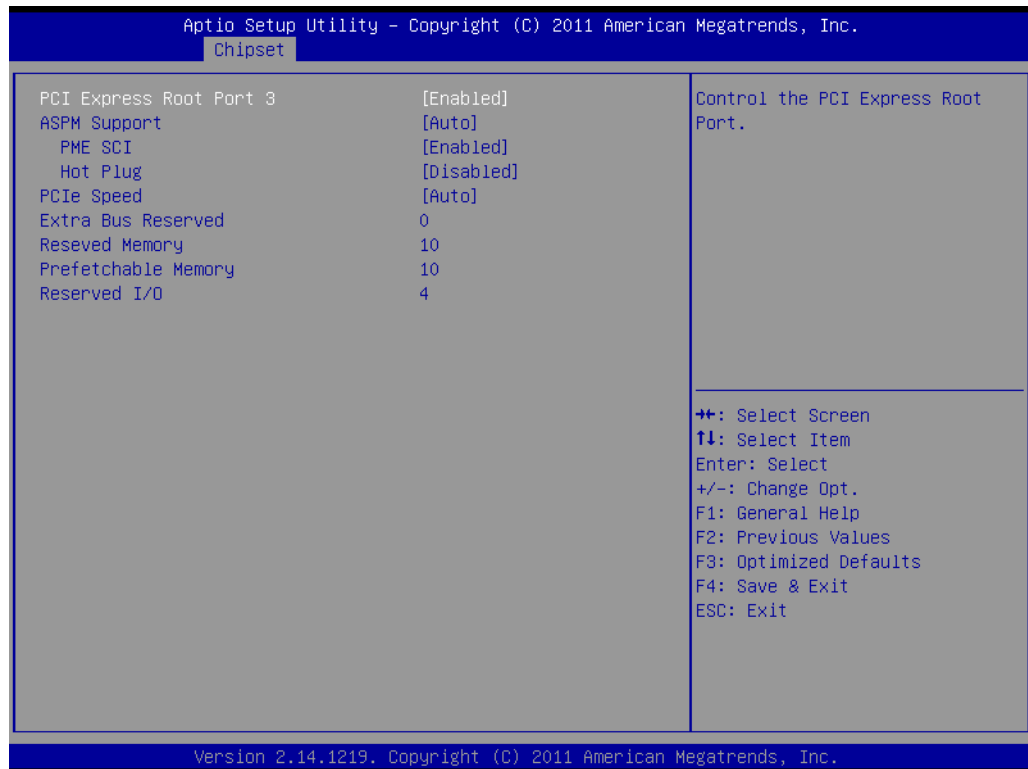 Aptio Setup Utility – Copyright (C) 2011 American Megatrends, Inc.
Chipset
PCI Express Root Port 3 [Enabled]
ASPM Support [Auto]
PME SCI [Enabled]
Hot Plug [Disabled]
PCIe Speed [Auto]
Extra Bus Reserved 0
Reseved Memory 10
Prefetchable Memory 10
Reserved I/O 4
Control the PCI Express Root
Port.
→←: Select Screen
↑↓: Select Item
Enter: Select
+/-: Change Opt.
F1: General Help
F2: Previous Values
F3: Optimized Defaults
F4: Save & Exit
ESC: Exit
Version 2.14.1219. Copyright (C) 2011 American Megatrends, Inc.